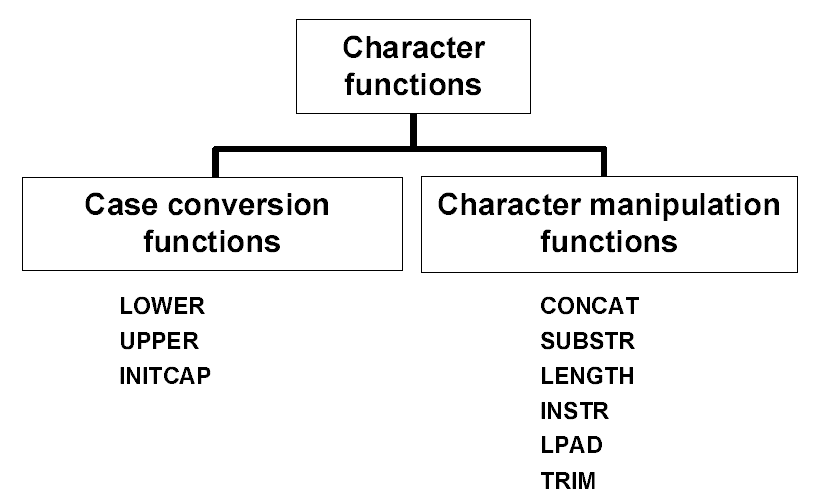 Character
functions
Case conversion
functions
Character manipulation
functions
LOWER
UPPER
INITCAP
CONCAT
SUBSTR
LENGTH
INSTR
LPAD
TRIM